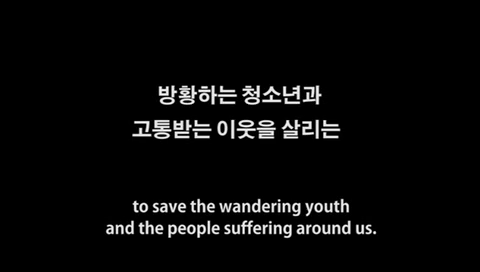 방황하는 청소년과
고통받는 이웃을 살리는
to save the wandering youth
and the people suffering around us.